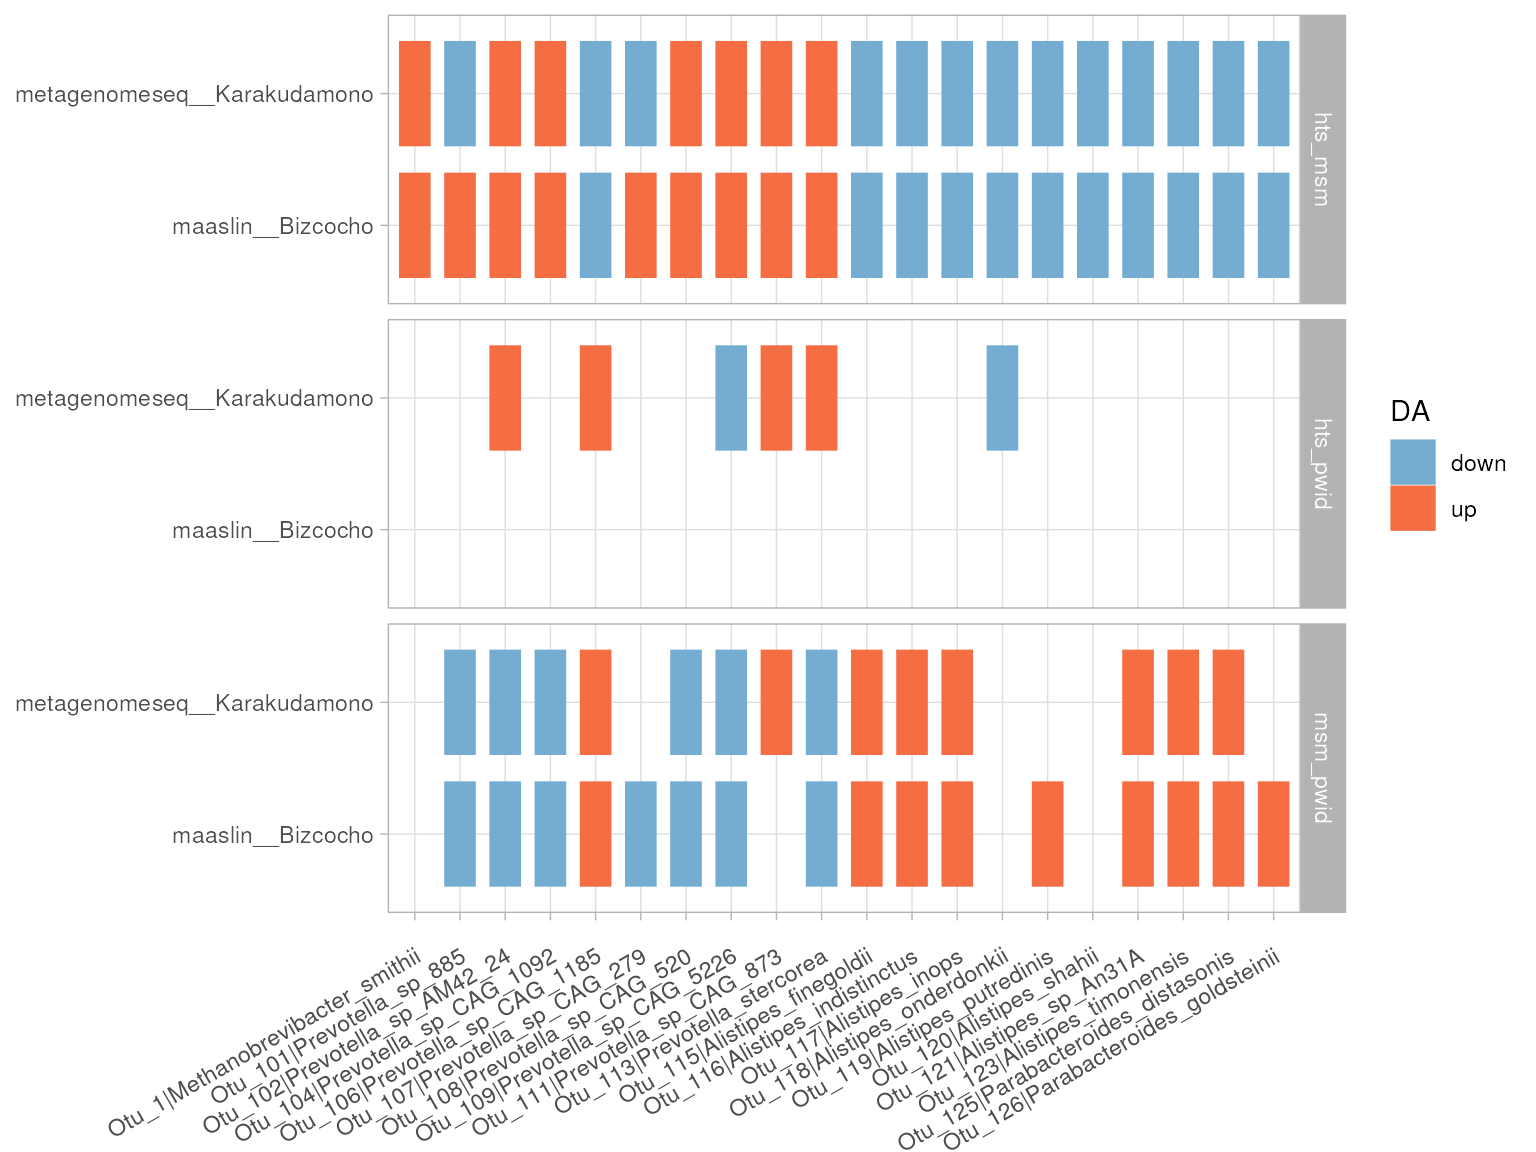 metagenomeseq__Karakudamono
maaslin__Bizcocho
hts_msm
metagenomeseq__Karakudamono
maaslin__Bizcocho
hts_pwid
metagenomeseq__Karakudamono
maaslin__Bizcocho
msm_pwid
DA
down
up
Otu_1|Methanobrevibacter_smithii
Otu_101|Prevotella_sp_885
Otu_102|Prevotella_sp_AM42_24
Otu_104|Prevotella_sp_CAG_1092
Otu_106|Prevotella_sp_CAG_1185
Otu_107|Prevotella_sp_CAG_279
Otu_108|Prevotella_sp_CAG_520
Otu_109|Prevotella_sp_CAG_5226
Otu_111|Prevotella_sp_CAG_873
Otu_113|Prevotella_stercorea
Otu_115|Alistipes_finegoldii
Otu_116|Alistipes_indistinctus
Otu_117|Alistipes_inops
Otu_118|Alistipes_onderdonkii
Otu_119|Alistipes_putredinis
Otu_120|Alistipes_shahii
Otu_121|Alistipes_sp_An31A
Otu_123|Alistipes_timonensis
Otu_125|Parabacteroides_distasonis
Otu_126|Parabacteroides_goldsteinii